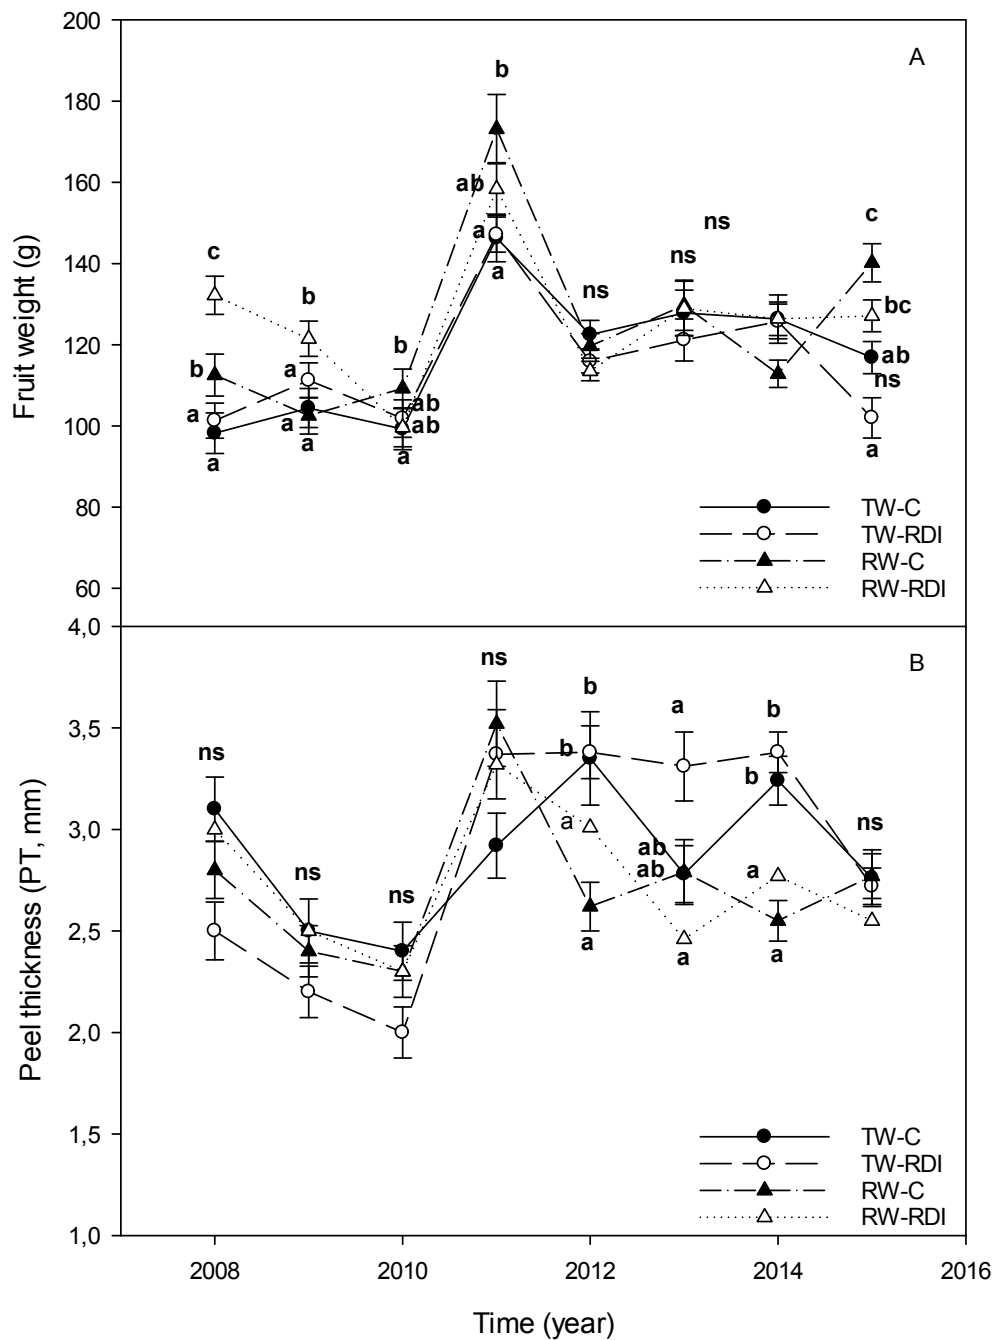 200
A
b
180
ab
160
a
a
ns
c
c
ns
140
b
ns
bc
b
120
b
a
ab
ab
ns
a
100
ab
a
a
a
a
a
80
Fruit weight (g)
TW-C
TW-RDI
RW-C
RW-RDI
60
4,0
B
ns
b
a
b
3,5
ns
b
b
ns
3,0
a
ns
ab
ab
a
ns
2,5
a
a
a
2,0
Peel thickness (PT, mm)
1,5
TW-C
TW-RDI
RW-C
RW-RDI
1,0
2008 2010 2012 2014 2016
Time (year)